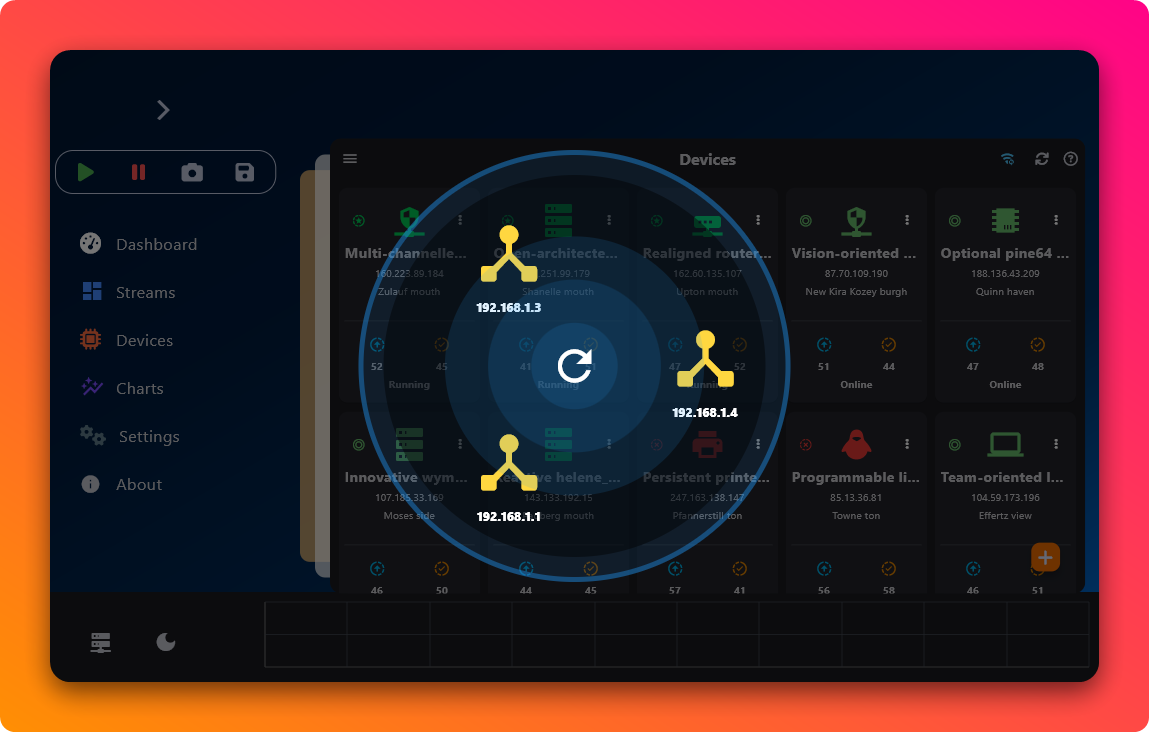 Devices
Dashboard
Streams
Devices
Charts
Settings
About
Multi-channelle...
160.223.89.184
Zulauf mouth
52
45
Running
Open-architecte...
251.99.179
Shanelle mouth
41
Running
Realigned router...
162.60.135.107
Upton mouth
47
52
Running
Vision-oriented ...
87.70.109.190
New Kira Kozey burgh
51
44
Online
Optional pine64 ...
188.136.43.209
Quinn haven
47
48
Online
192.168.1.3
192.168.1.4
192.168.1.1
Innovative wym...
107.185.33.169
Moses side
46
50
helene_...
143.133.192.15
berg mouth
44
45
Persistent printe...
247.163.138.147
Pfannerstill ton
57
41
Programmable li...
85.13.36.81
Towne ton
56
58
Team-oriented l...
104.59.173.196
Effertz view
46
51